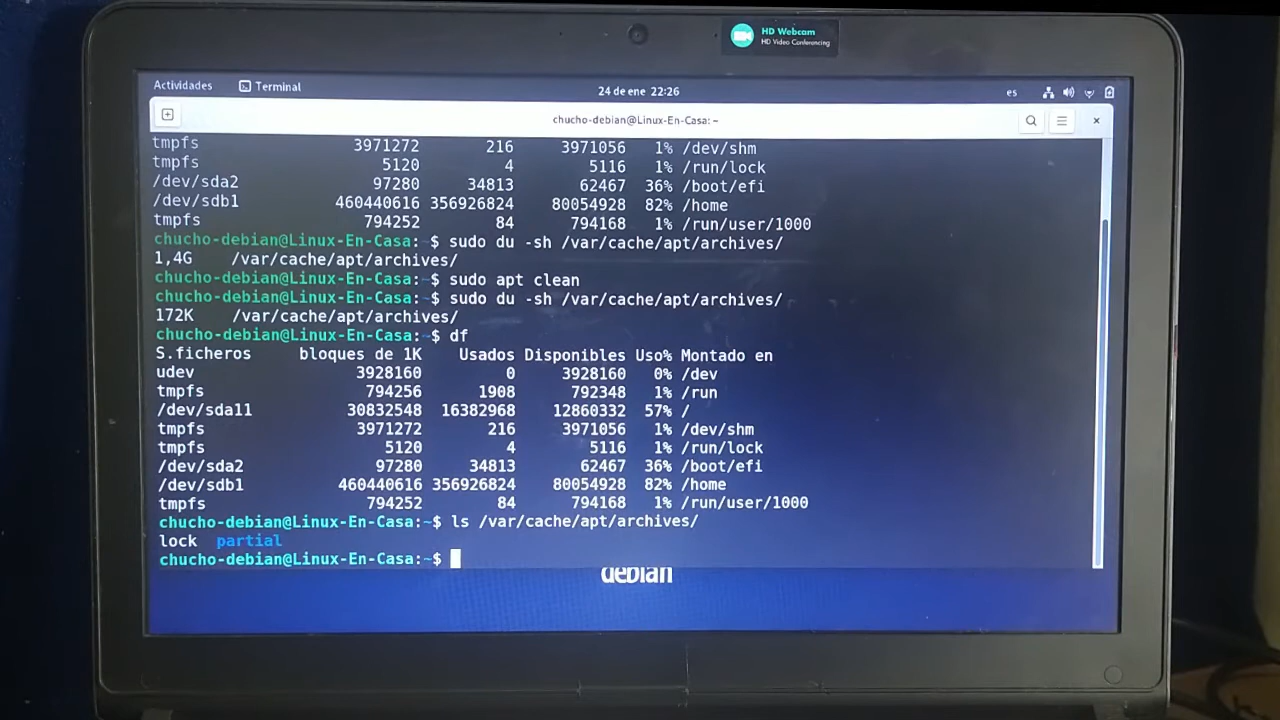 HD Webcam
HD Video Conferencing
Actividades Terminal 24 de ene 22:26 es
chucho-debian@Linux-En-Casa: ~
tmpfs 3971272 216 3971056 1% /dev/shm
tmpfs 5120 4 5116 1% /run/lock
/dev/sda2 97280 34813 62467 36% /boot/efi
/dev/sdb1 460440616 356926824 80054928 82% /home
tmpfs 794252 84 794168 1% /run/user/1000
chucho-debian@Linux-En-Casa:~$ sudo du -sh /var/cache/apt/archives/
1,4G /var/cache/apt/archives/
chucho-debian@Linux-En-Casa:~$ sudo apt clean
chucho-debian@Linux-En-Casa:~$ sudo du -sh /var/cache/apt/archives/
172K /var/cache/apt/archives/
chucho-debian@Linux-En-Casa:~$ df
S.ficheros bloques de 1K Usados Disponibles Uso% Montado en
udev 3928160 0 3928160 0% /dev
tmpfs 794256 1908 792348 1% /run
/dev/sda11 30832548 16382968 12860332 57% /
tmpfs 3971272 216 3971056 1% /dev/shm
tmpfs 5120 4 5116 1% /run/lock
/dev/sda2 97280 34813 62467 36% /boot/efi
/dev/sdb1 460440616 356926824 80054928 82% /home
tmpfs 794252 84 794168 1% /run/user/1000
chucho-debian@Linux-En-Casa:~$ ls /var/cache/apt/archives/
lock partial
chucho-debian@Linux-En-Casa:~$
debian